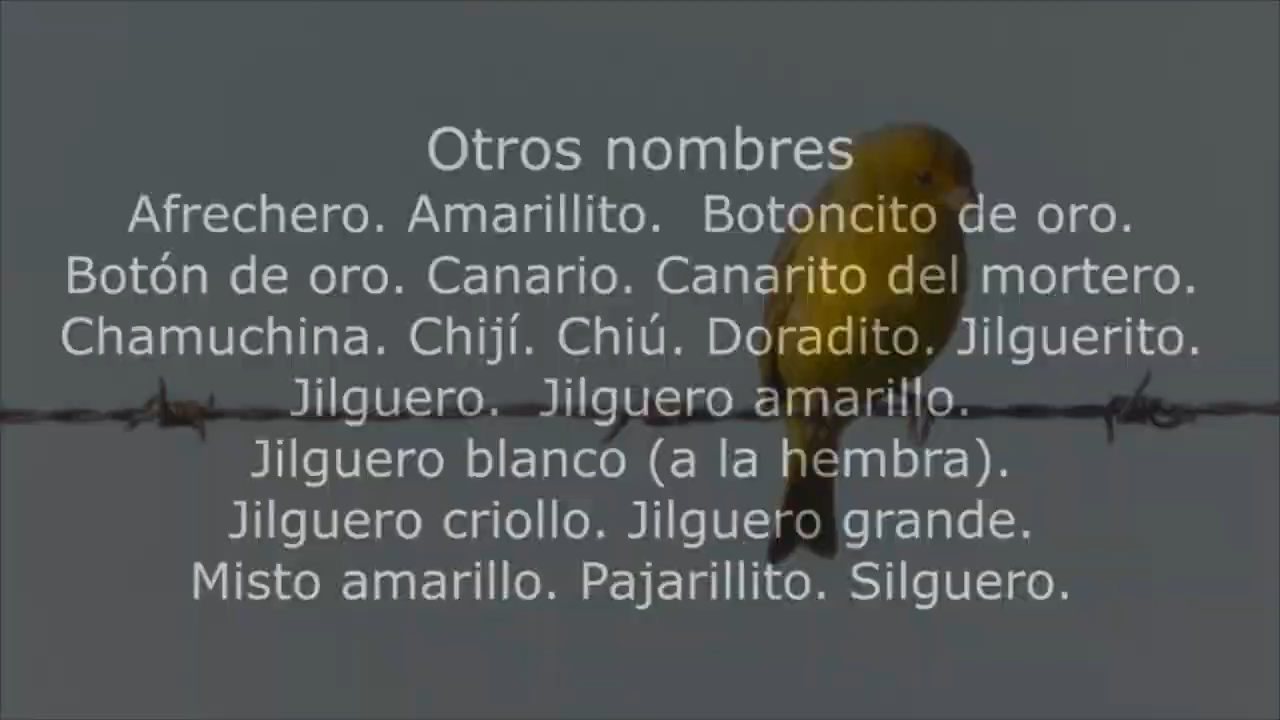 Otros nombres
Afrechero. Amarillito. Botoncito de oro.
Botón de oro. Canario. Canarito del mortero.
Chamuchina. Chijí. Chiú. Doradito. Jilguerito.
Jilguero. Jilguero amarillo.
Jilguero blanco (a la hembra).
Jilguero criollo. Jilguero grande.
Misto amarillo. Pajarillito. Silguero.